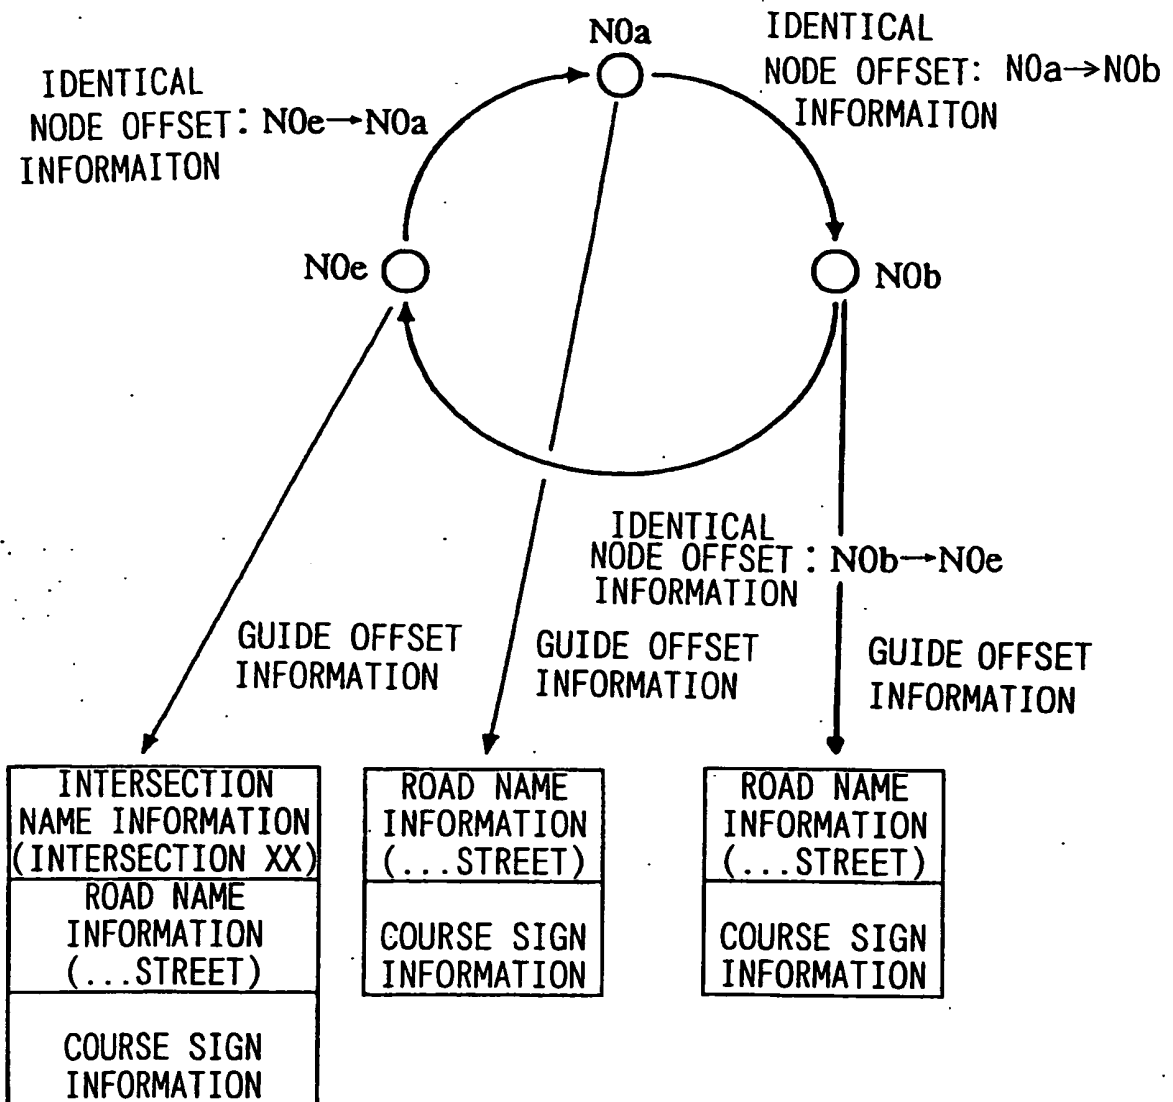 N0a
IDENTICAL
NODE OFFSET: N0a→N0b
INFORMAITON
IDENTICAL
NODE OFFSET: N0e→N0a
INFORMAITON
N0e
N0b
IDENTICAL
NODE OFFSET: N0b→N0e
INFORMATION
GUIDE OFFSET
INFORMATION
GUIDE OFFSET
INFORMATION
GUIDE OFFSET
INFORMATION
INTERSECTION
NAME INFORMATION
(INTERSECTION XX)
ROAD NAME
INFORMATION
(...STREET)
COURSE SIGN
INFORMATION
ROAD NAME
INFORMATION
(...STREET)
COURSE SIGN
INFORMATION
ROAD NAME
INFORMATION
(...STREET)
COURSE SIGN
INFORMATION